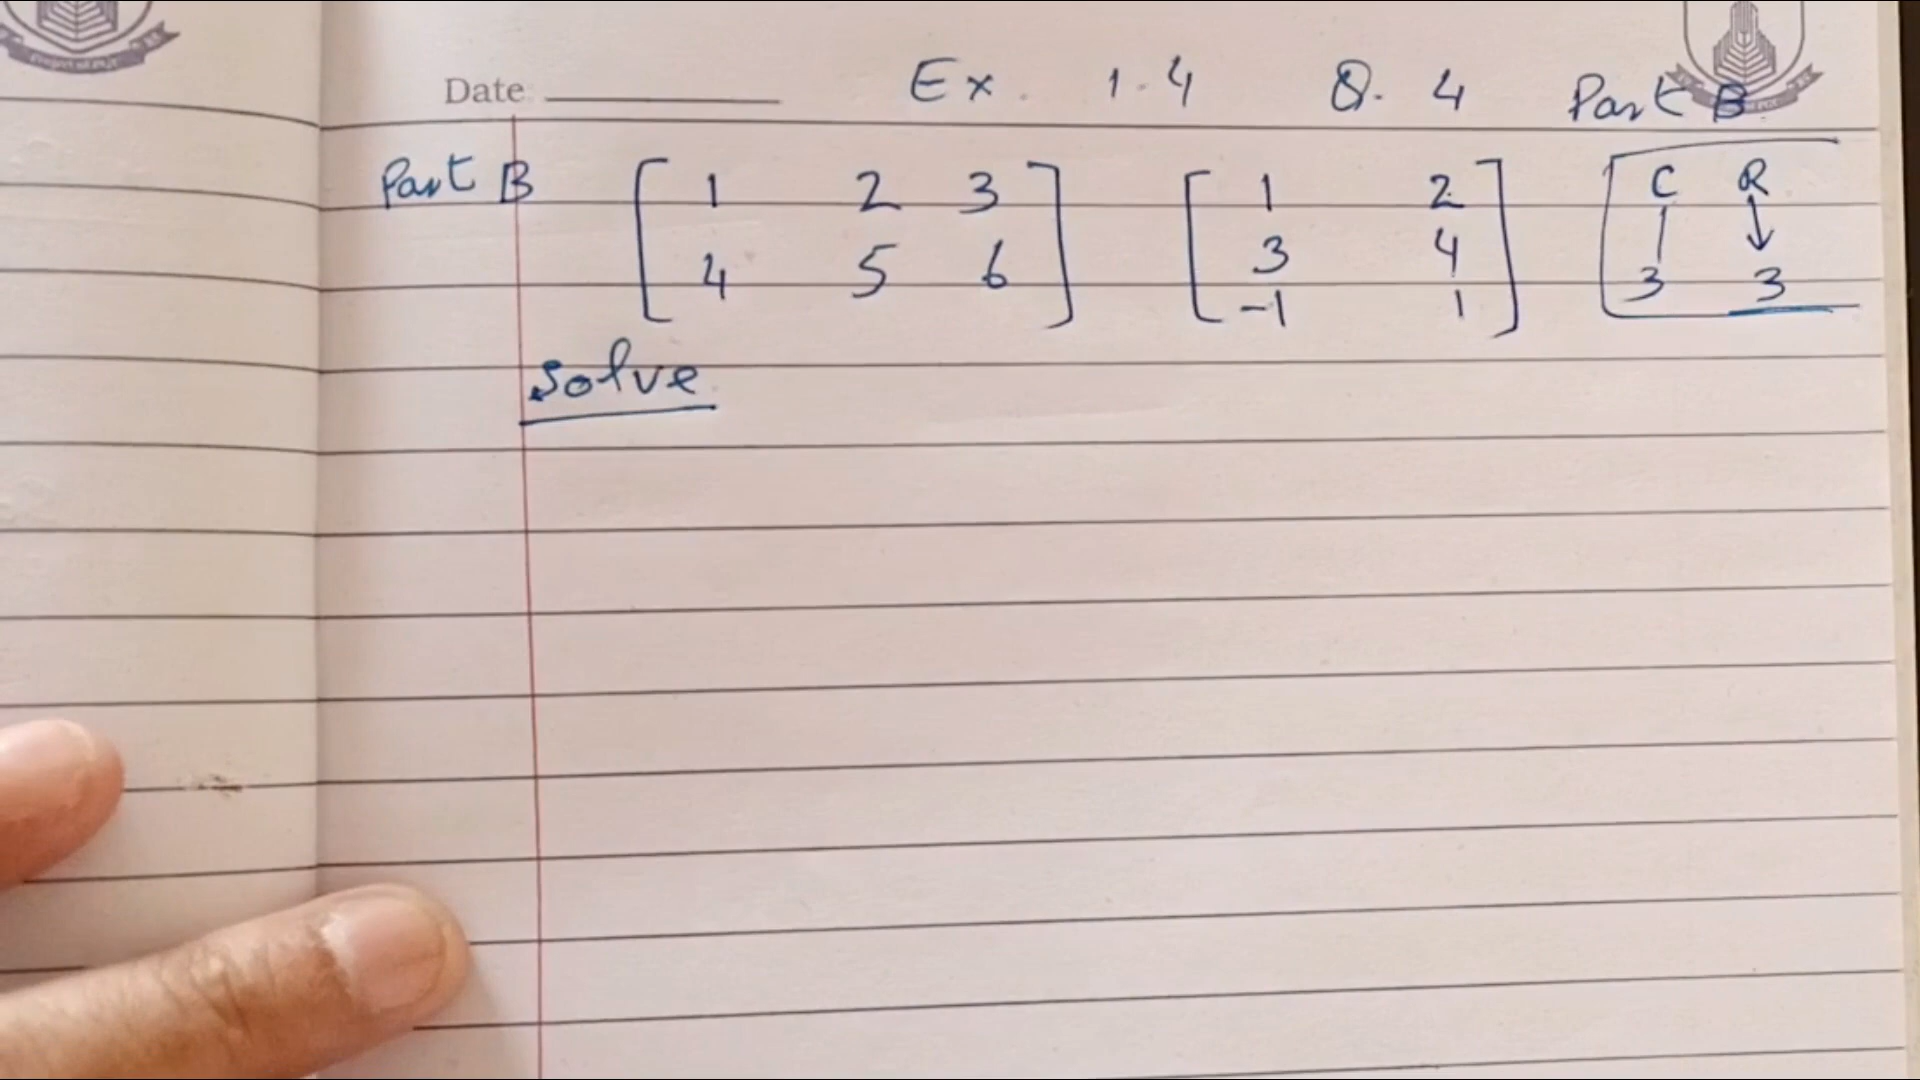 Date Ex. 1.4 Q. 4 Part B
Part B [ 1 2 3 ] [ 1 2 ] C R
4 5 6 3 4
-1 1 3 3
Solve